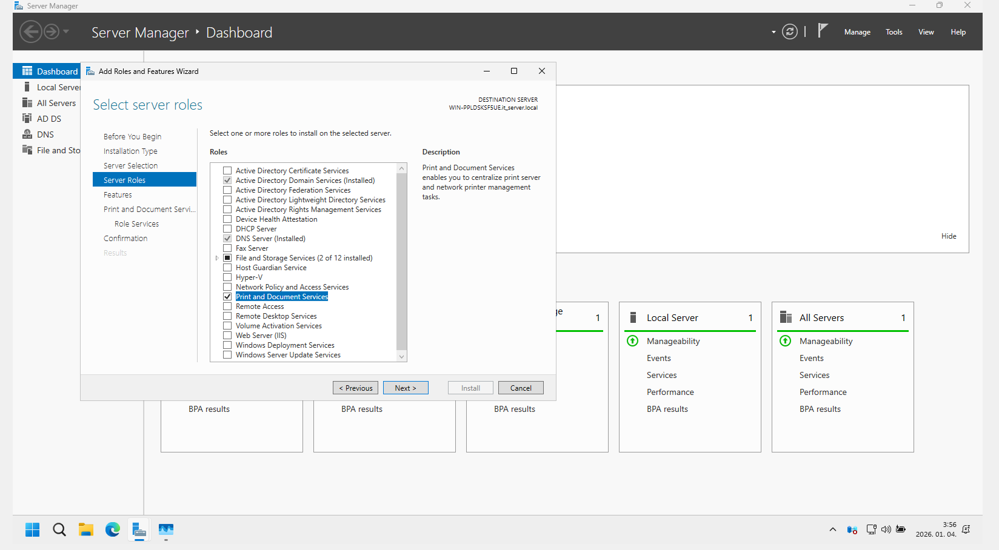 Server Manager
Server Manager ‣ Dashboard
Manage
Tools
View
Help
Dashboard
Local Server
All Servers
AD DS
DNS
File and Sto
Add Roles and Features Wizard
Select server roles
DESTINATION SERVER
WIN-PPLDSKSF5UE.it_server.local
Before You Begin
Installation Type
Server Selection
Server Roles
Features
Print and Document Servi...
Role Services
Confirmation
Results
Select one or more roles to install on the selected server.
Roles
Active Directory Certificate Services
Active Directory Domain Services (Installed)
Active Directory Federation Services
Active Directory Lightweight Directory Services
Active Directory Rights Management Services
Device Health Attestation
DHCP Server
DNS Server (Installed)
Fax Server
File and Storage Services (2 of 12 installed)
Host Guardian Service
Hyper-V
Network Policy and Access Services
Print and Document Services
Remote Access
Remote Desktop Services
Volume Activation Services
Web Server (IIS)
Windows Deployment Services
Windows Server Update Services
Description
Print and Document Services
enables you to centralize print server
and network printer management
tasks.
< Previous
Next >
Install
Cancel
Hide
BPA results
BPA results
ge 1
BPA results
Local Server 1
Manageability
Events
Services
Performance
BPA results
All Servers 1
Manageability
Events
Services
Performance
BPA results
3:56
2026. 01. 04.